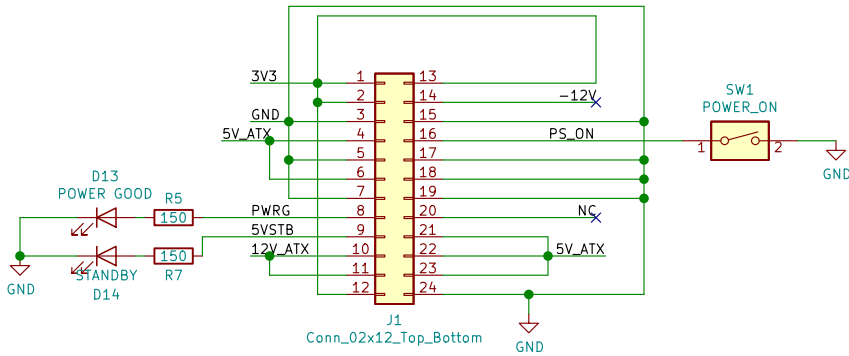 SW1
POWER_ON
3V3
1
13
2
14
-12V
GND
3
15
5V_ATX
4
16
PS_ON
1
2
5
17
GND
D13
6
18
POWER GOOD
R5
7
19
150
PWRG
8
20
NC
5VSTB
9
21
150
12V_ATX
10
22
5V_ATX
STANDBY
R7
11
23
GND
D14
12
24
J1
Conn_02x12_Top_Bottom
GND